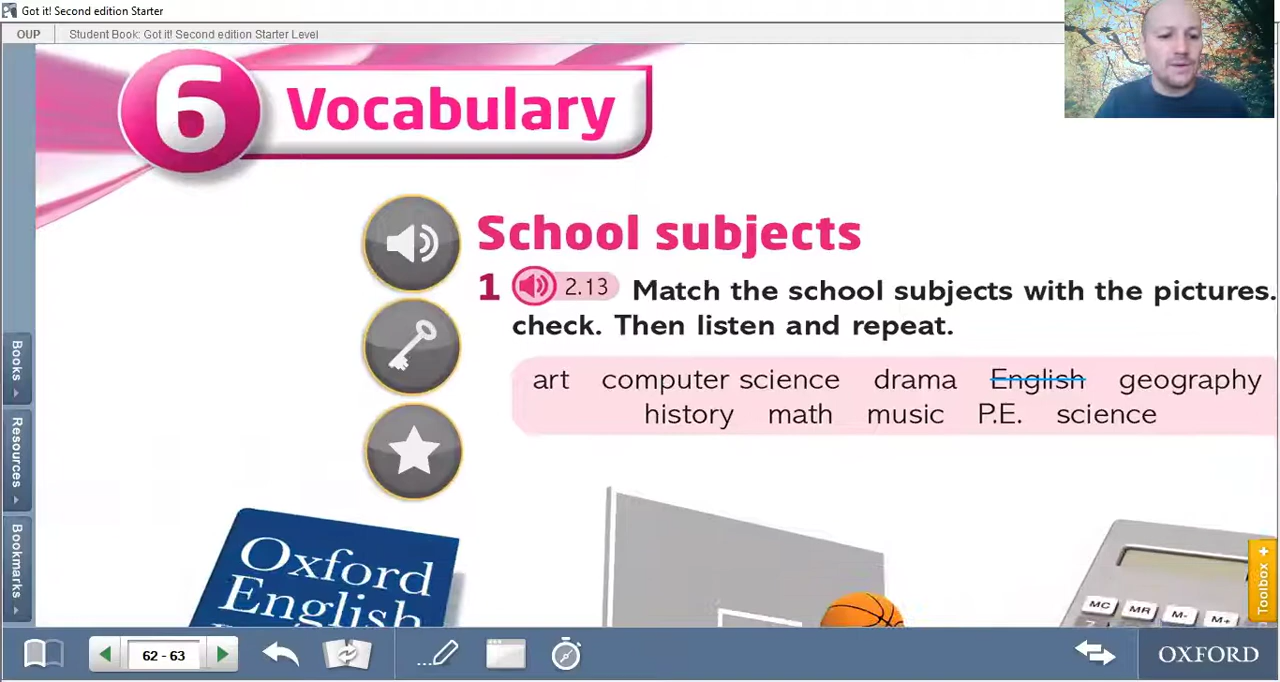 Got it! Second edition Starter
OUP
Student Book: Got it! Second edition Starter Level
6 Vocabulary
School subjects
1 2.13 Match the school subjects with the pictures.
check. Then listen and repeat.
art computer science drama English geography
history math music P.E. science
Oxford
English
MC MR M- M+
Books
Resources
Bookmarks
Toolbox +
62 - 63
OXFORD